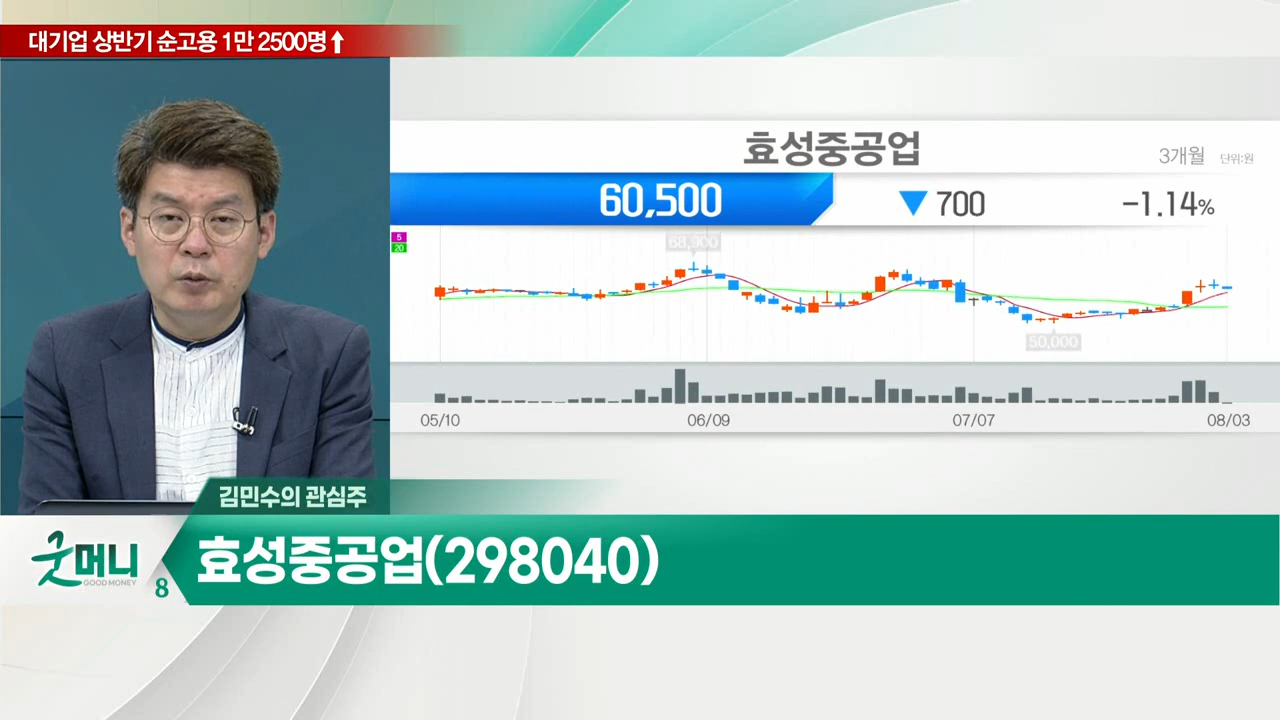 대기업 상반기 순고용 1만 2500명⬆
효성중공업
3개월 단위:원
60,500 ▼ 700 -1.14%
5
20
68,900
50,000
05/10 06/09 07/07 08/03
김민수의 관심주
굿머니
GOOD MONEY
8
효성중공업(298040)